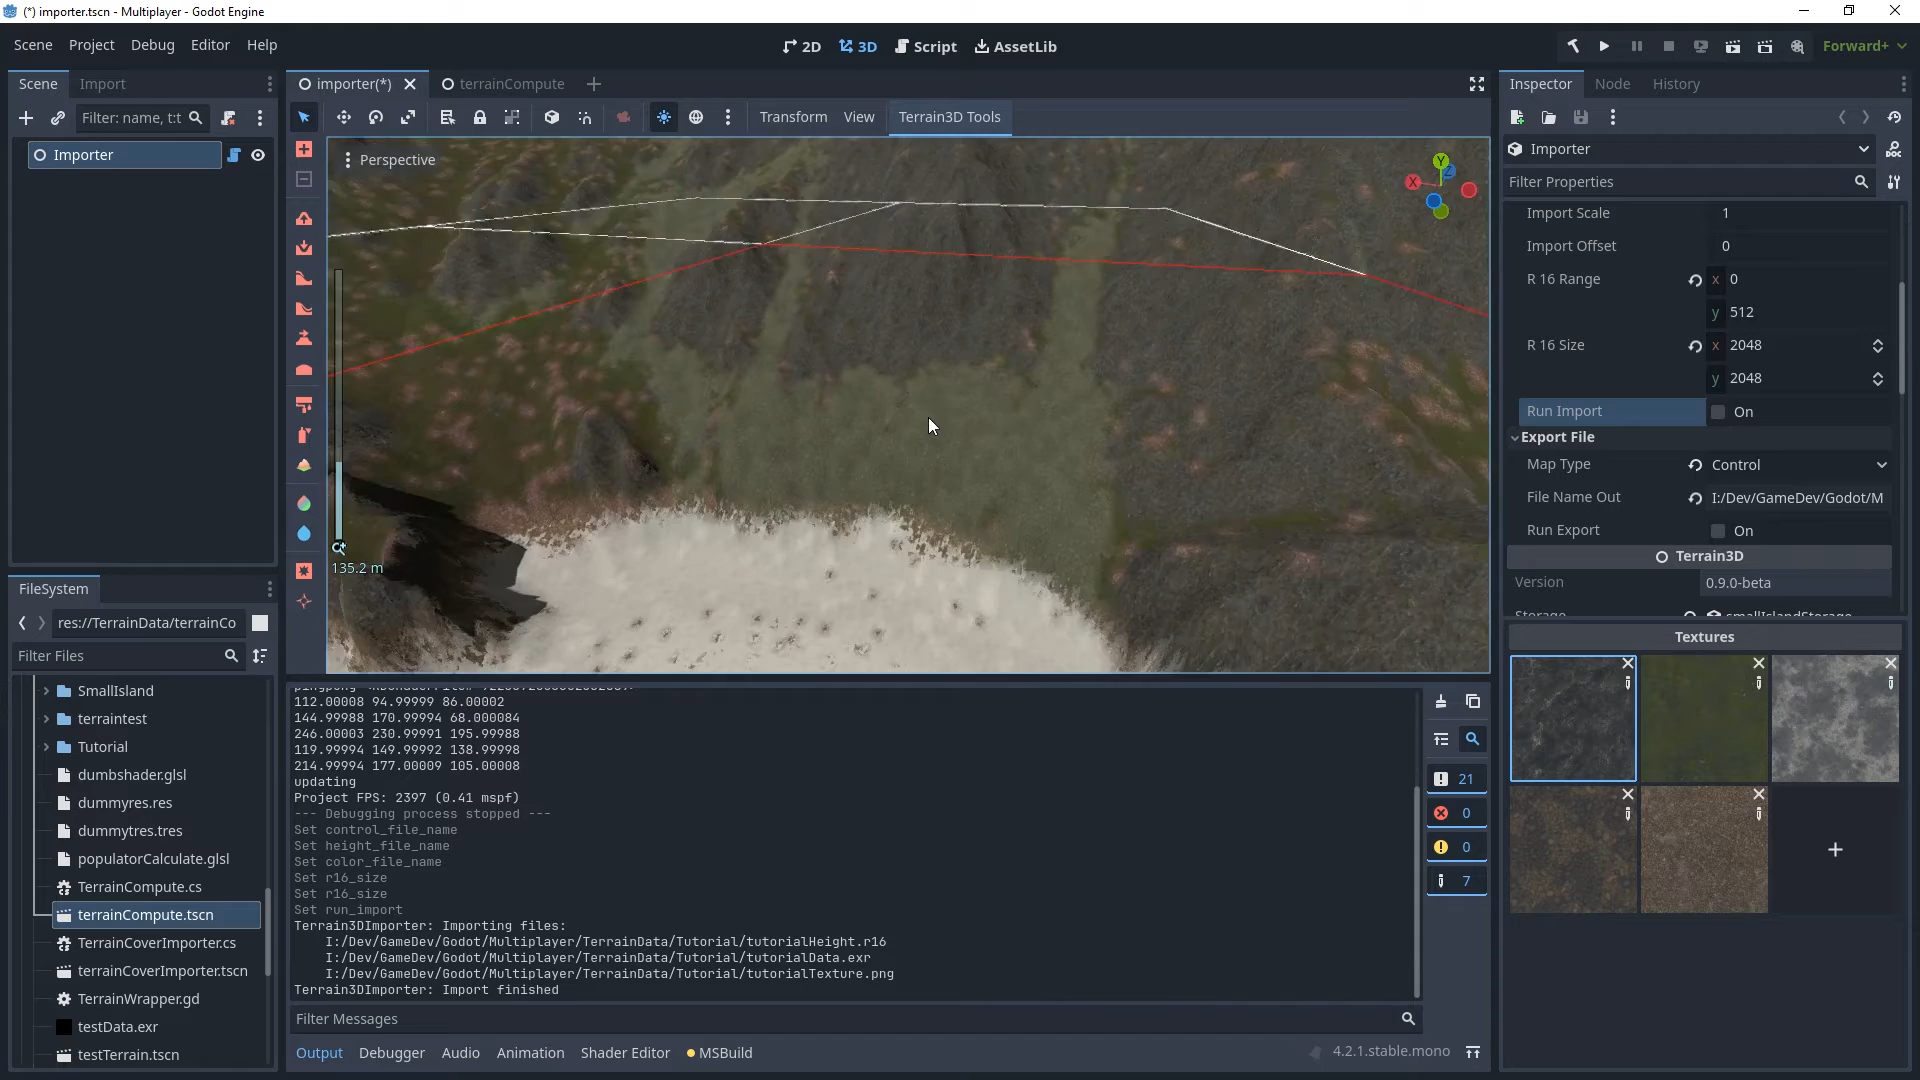 (*) importer.tscn - Multiplayer - Godot Engine
Scene Project Debug Editor Help
2D 3D Script AssetLib
Forward+
Scene Import
Filter: name, t:t
Importer
importer(*) terrainCompute
Transform View Terrain3D Tools
Perspective
Y
X
Z
135.2 m
FileSystem
res://TerrainData/terrainCo
Filter Files
SmallIsland
terraintest
Tutorial
dumbshader.glsl
dummyres.res
dummytres.tres
populatorCalculate.glsl
TerrainCompute.cs
terrainCompute.tscn
TerrainCoverImporter.cs
terrainCoverImporter.tscn
TerrainWrapper.gd
testData.exr
testTerrain.tscn
112.00008 94.99999 86.00002
144.99988 170.99994 68.000084
246.00003 230.99991 195.99988
119.99994 149.99992 138.99998
214.99994 177.00009 105.00008
updating
Project FPS: 2397 (0.41 mspf)
--- Debugging process stopped ---
Set control_file_name
Set height_file_name
Set color_file_name
Set r16_size
Set r16_size
Set run_import
Terrain3DImporter: Importing files:
I:/Dev/GameDev/Godot/Multiplayer/TerrainData/Tutorial/tutorialHeight.r16
I:/Dev/GameDev/Godot/Multiplayer/TerrainData/Tutorial/tutorialData.exr
I:/Dev/GameDev/Godot/Multiplayer/TerrainData/Tutorial/tutorialTexture.png
Terrain3DImporter: Import finished
21
0
0
7
Filter Messages
Output Debugger Audio Animation Shader Editor MSBuild
4.2.1.stable.mono
Inspector Node History
Importer
Filter Properties
Import Scale 1
Import Offset 0
R 16 Range x 0
y 512
R 16 Size x 2048
y 2048
Run Import On
Export File
Map Type Control
File Name Out I:/Dev/GameDev/Godot/M
Run Export On
Terrain3D
Version 0.9.0-beta
Storage smallIslandStorage
Textures